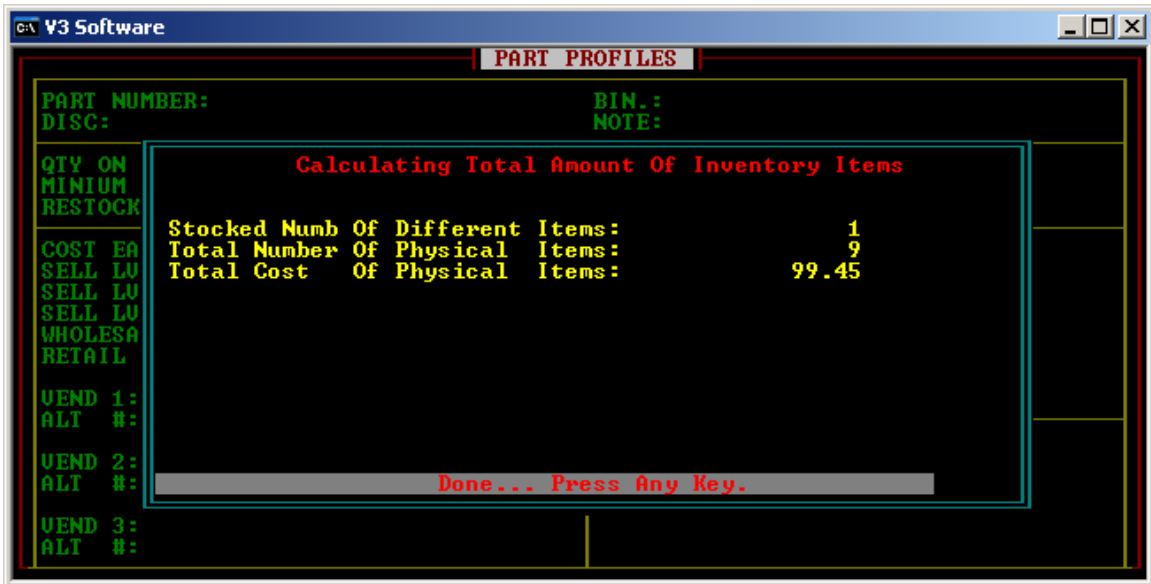 V3 Software
PART PROFILES
PART NUMBER: BIN.:
DISC: NOTE:
QTY ON
MINIUM
RESTOCK
Calculating Total Amount Of Inventory Items
Stocked Numb Of Different Items: 1
Total Number Of Physical Items: 9
Total Cost Of Physical Items: 99.45
COST EA
SELL LV
SELL LV
SELL LV
WHOLESA
RETAIL
VEND 1:
ALT #:
VEND 2:
ALT #:
Done... Press Any Key.
VEND 3:
ALT #: